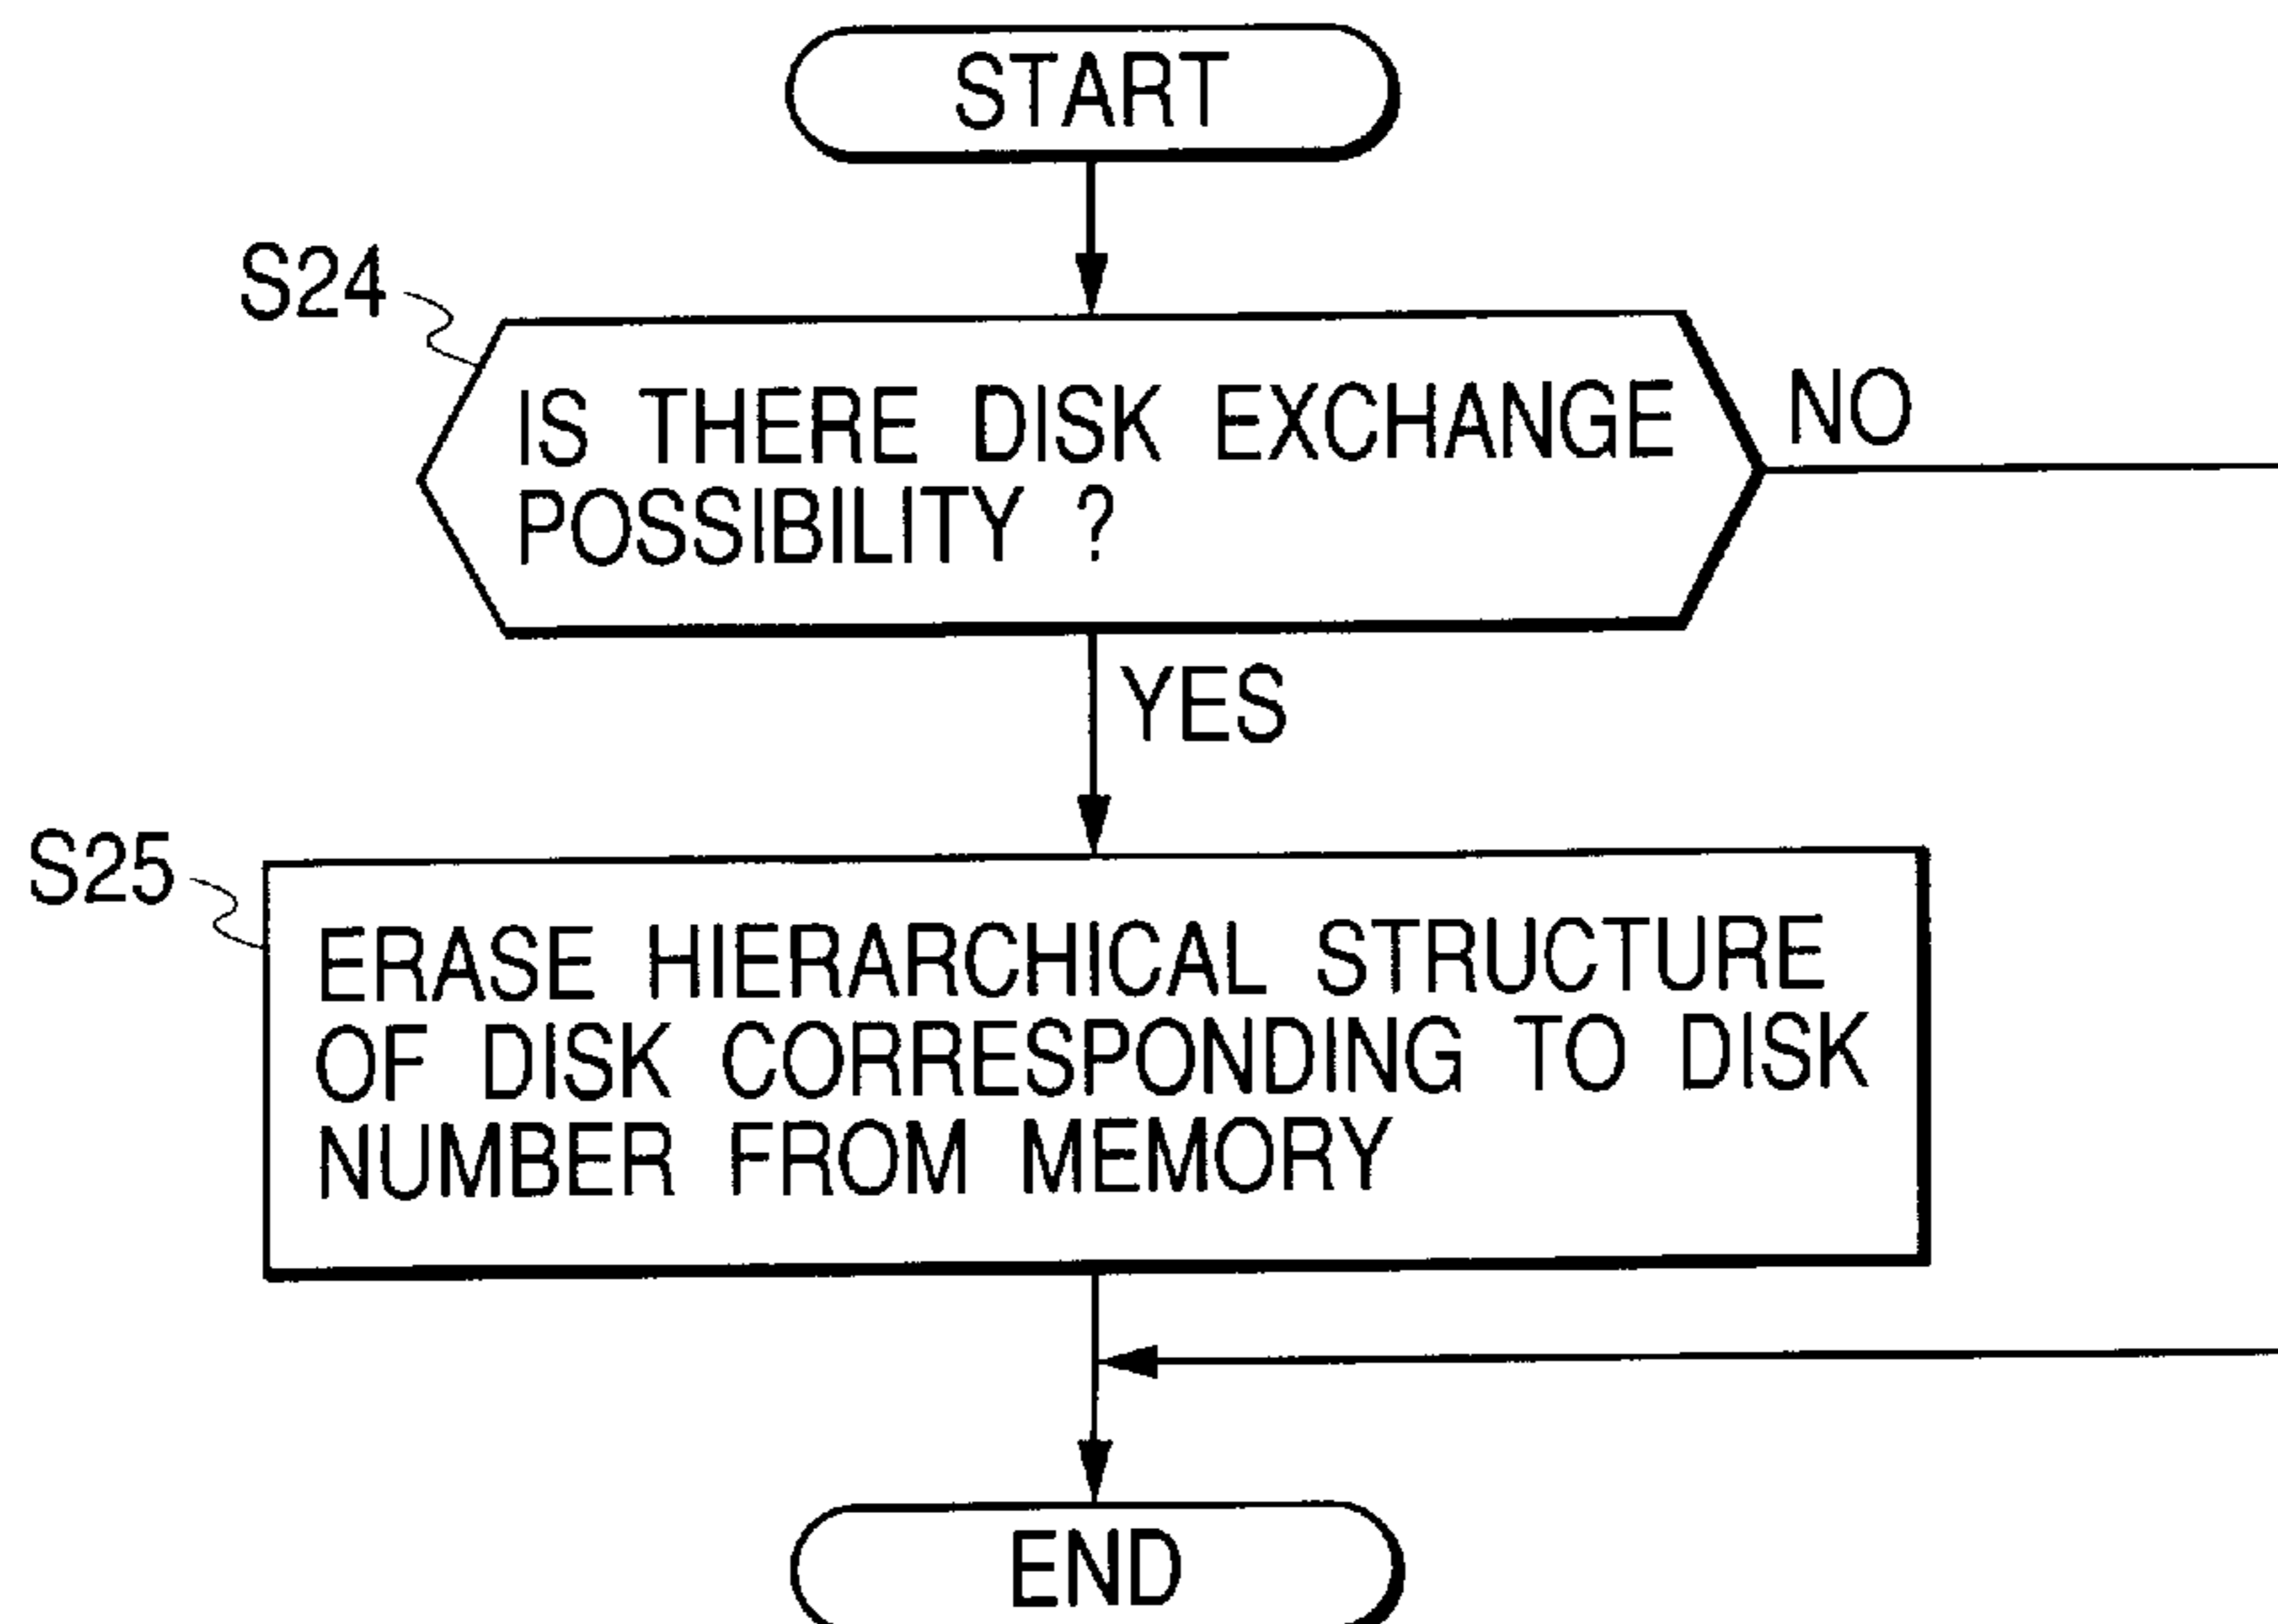 START
S24
IS THERE DISK EXCHANGE
POSSIBILITY ?
NO
YES
S25
ERASE HIERARCHICAL STRUCTURE
OF DISK CORRESPONDING TO DISK
NUMBER FROM MEMORY
END